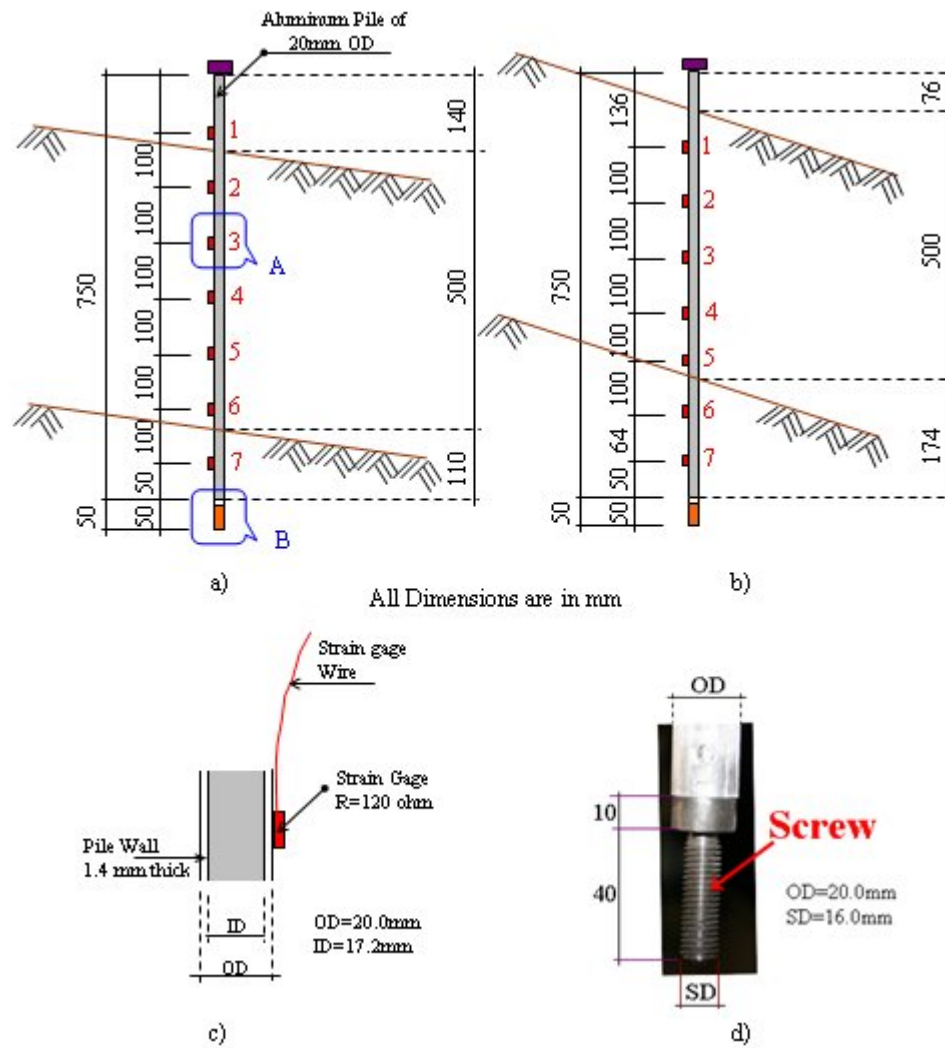 Aluminum Pile of
20mm OD
1
2
3
4
5
6
7
A
B
750
50
100
100
100
100
100
100
50
50
140
500
110
a)
1
2
3
4
5
6
7
750
50
136
100
100
100
100
100
64
50
50
76
500
174
b)
All Dimensions are in mm
Strain gage
Wire
Strain Gage
R=120 ohm
Pile Wall
1.4 mm thick
ID
OD
OD=20.0mm
ID=17.2mm
c)
OD
10
40
Screw
OD=20.0mm
SD=16.0mm
SD
d)